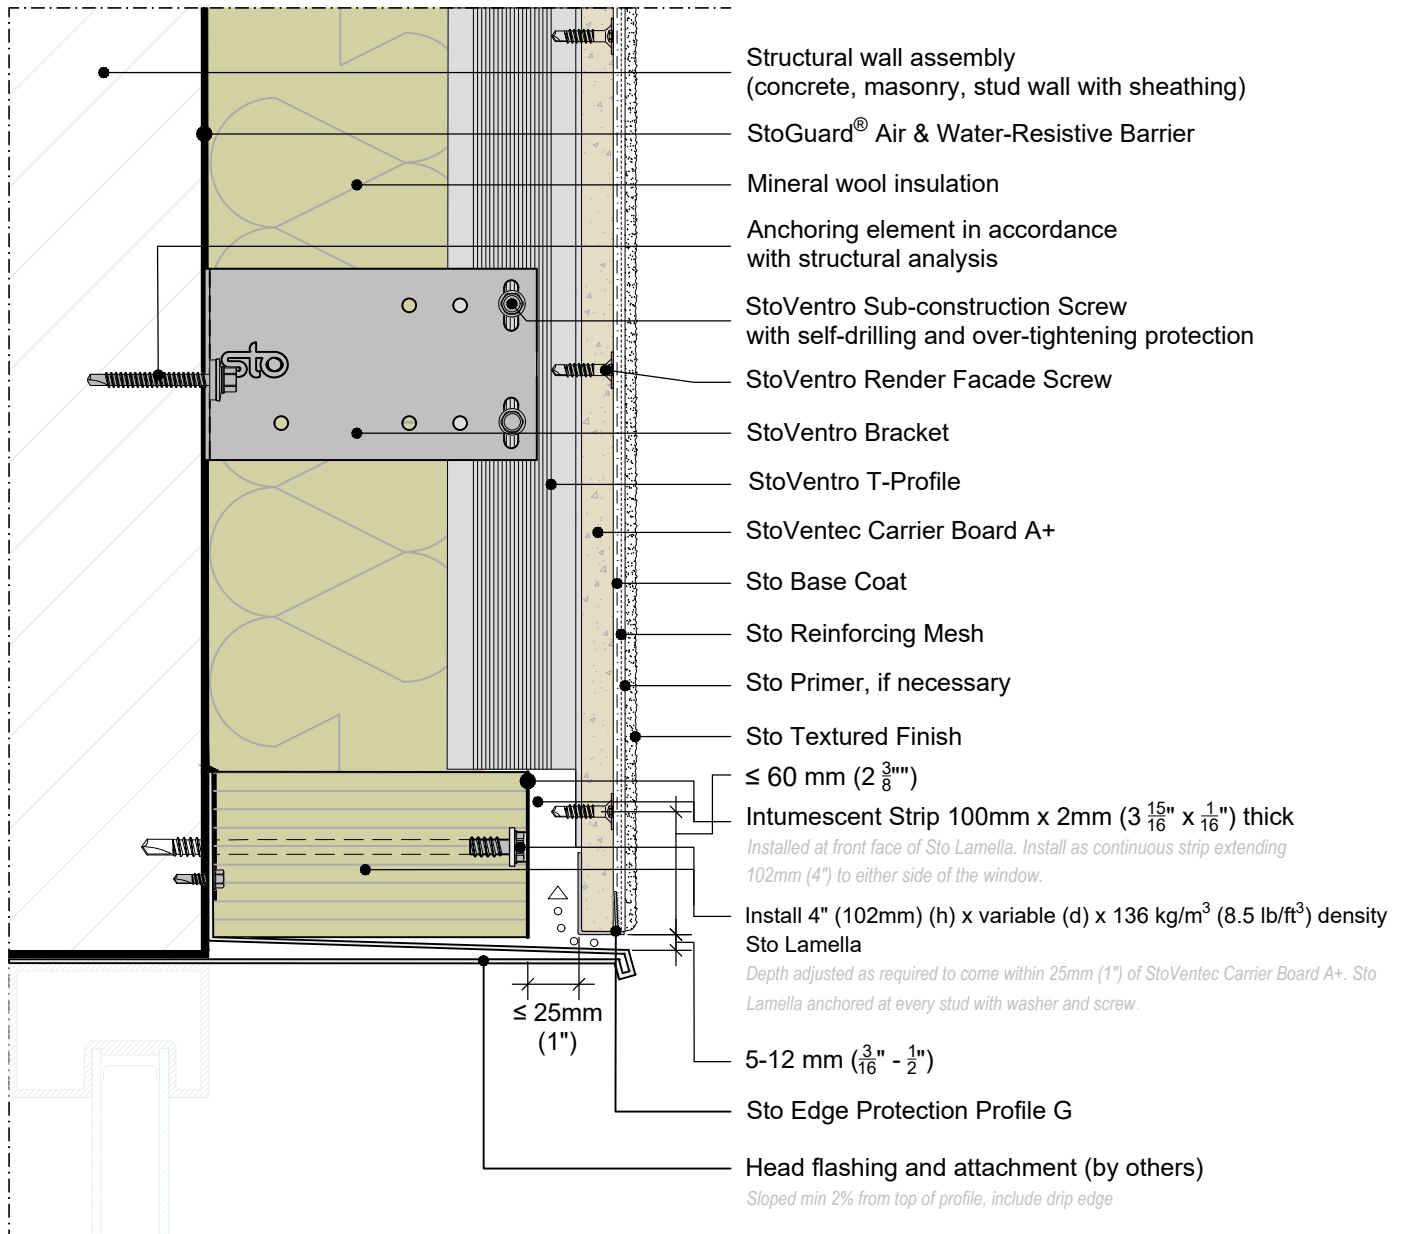 Structural wall assembly
(concrete, masonry, stud wall with sheathing)
StoGuard® Air & Water-Resistive Barrier
Mineral wool insulation
Anchoring element in accordance
with structural analysis
StoVentro Sub-construction Screw
with self-drilling and over-tightening protection
sto
StoVentro Render Facade Screw
StoVentro Bracket
StoVentro T-Profile
StoVentec Carrier Board A+
Sto Base Coat
Sto Reinforcing Mesh
Sto Primer, if necessary
Sto Textured Finish
≤ 60 mm (2 3/8"")
Intumescent Strip 100mm x 2mm (3 15/16" x 1/16") thick
Installed at front face of Sto Lamella. Install as continuous strip extending
102mm (4") to either side of the window.
Install 4" (102mm) (h) x variable (d) x 136 kg/m³ (8.5 lb/ft³) density
Sto Lamella
Depth adjusted as required to come within 25mm (1") of StoVentec Carrier Board A+. Sto
Lamella anchored at every stud with washer and screw.
≤ 25mm
(1")
5-12 mm (3/16" - 1/2")
Sto Edge Protection Profile G
Head flashing and attachment (by others)
Sloped min 2% from top of profile, include drip edge